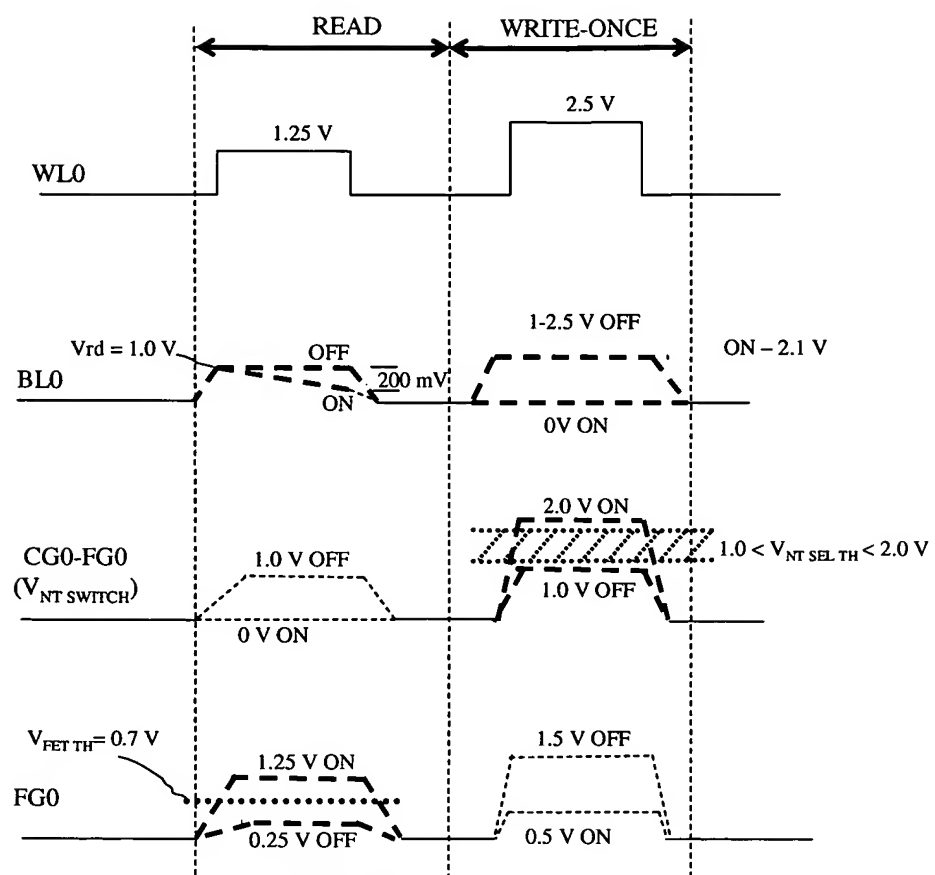 READ
WRITE-ONCE
1.25 V
2.5 V
WL0
Vrd = 1.0 V
OFF
1-2.5 V OFF
ON – 2.1 V
BL0
200 mV
ON
0V ON
2.0 V ON
CG0-FG0
(V_NT SWITCH)
1.0 V OFF
1.0 < V_NT SEL TH < 2.0 V
1.0 V OFF
0 V ON
V_FET TH = 0.7 V
1.25 V ON
1.5 V OFF
FG0
0.25 V OFF
0.5 V ON